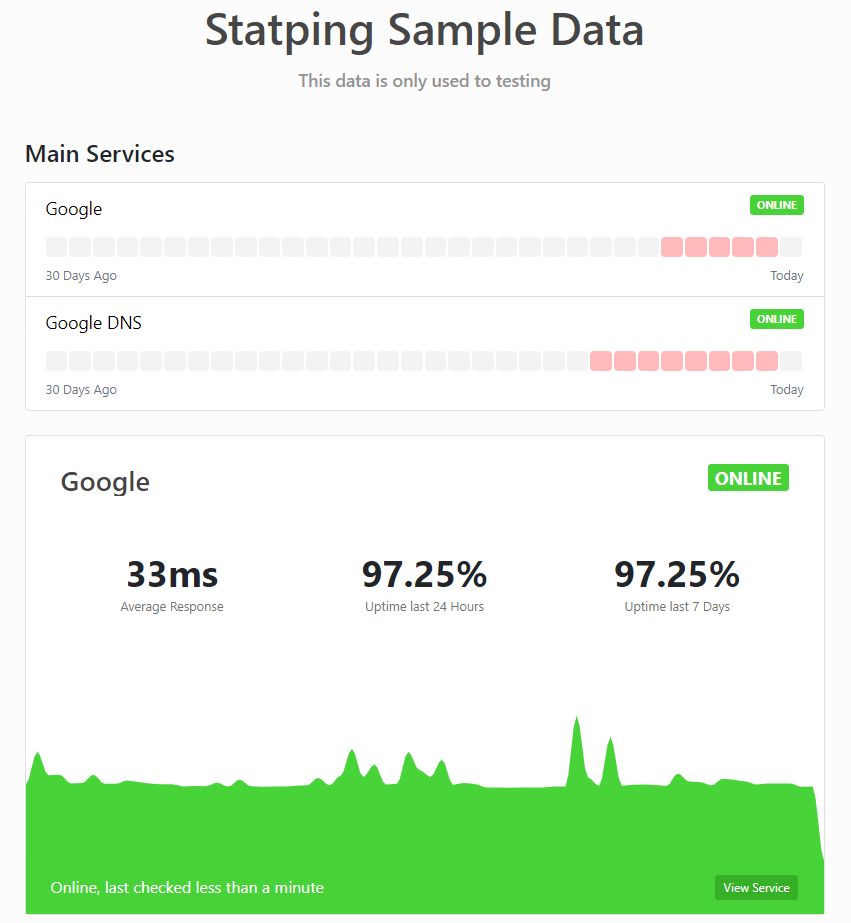 Statping Sample Data
This data is only used to testing
Main Services
Google ONLINE
30 Days Ago Today
Google DNS ONLINE
30 Days Ago Today
Google ONLINE
33ms 97.25% 97.25%
Average Response Uptime last 24 Hours Uptime last 7 Days
Online, last checked less than a minute View Service